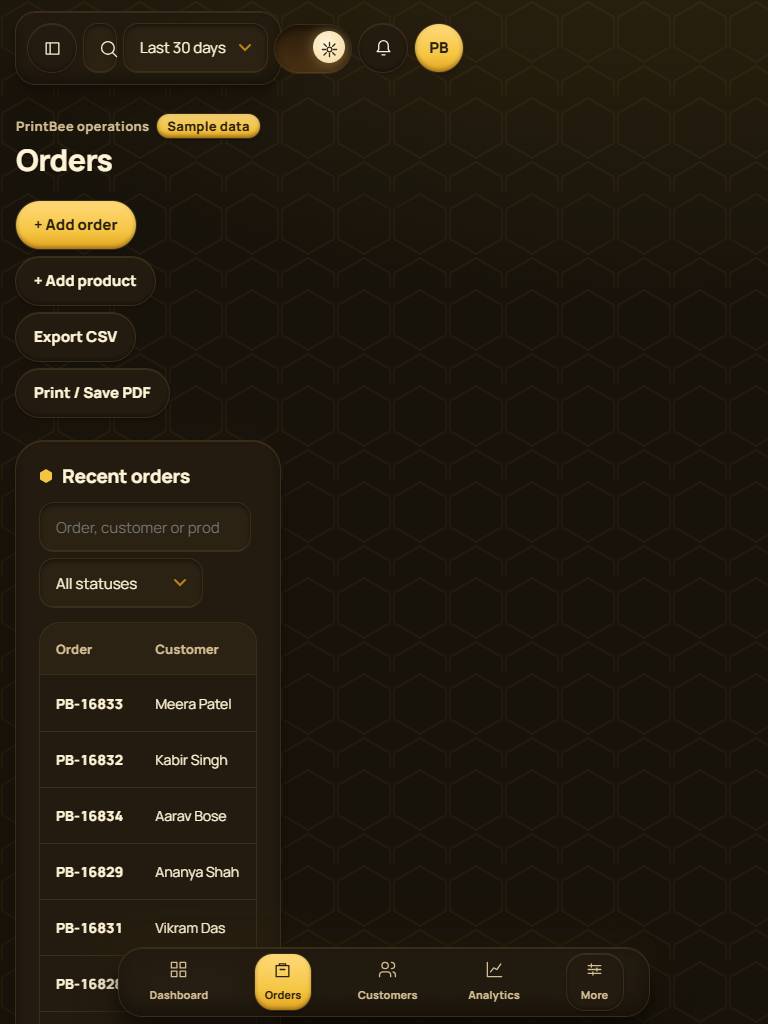 Last 30 days
PB
PrintBee operations
Sample data
Orders
+ Add order
+ Add product
Export CSV
Print / Save PDF
Recent orders
Order, customer or prod
All statuses
Order Customer
PB-16833 Meera Patel
PB-16832 Kabir Singh
PB-16834 Aarav Bose
PB-16829 Ananya Shah
PB-16831 Vikram Das
PB-16828
Dashboard Orders Customers Analytics More